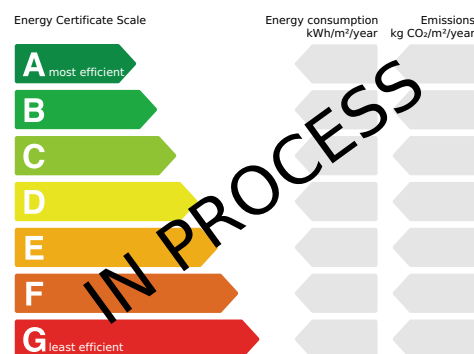 Energy Certificate Scale
Energy consumption
kWh/m²/year
Emissions
kg CO₂/m²/year
A most efficient
B
C
D
E
F
G least efficient
IN PROCESS